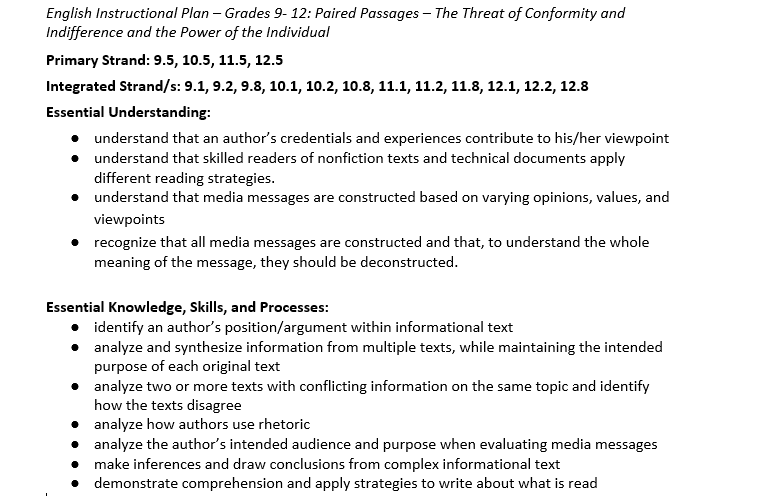 English Instructional Plan – Grades 9- 12: Paired Passages – The Threat of Conformity and
Indifference and the Power of the Individual
Primary Strand: 9.5, 10.5, 11.5, 12.5
Integrated Strand/s: 9.1, 9.2, 9.8, 10.1, 10.2, 10.8, 11.1, 11.2, 11.8, 12.1, 12.2, 12.8
Essential Understanding:
● understand that an author’s credentials and experiences contribute to his/her viewpoint
● understand that skilled readers of nonfiction texts and technical documents apply
different reading strategies.
● understand that media messages are constructed based on varying opinions, values, and
viewpoints
● recognize that all media messages are constructed and that, to understand the whole
meaning of the message, they should be deconstructed.
Essential Knowledge, Skills, and Processes:
● identify an author’s position/argument within informational text
● analyze and synthesize information from multiple texts, while maintaining the intended
purpose of each original text
● analyze two or more texts with conflicting information on the same topic and identify
how the texts disagree
● analyze how authors use rhetoric
● analyze the author’s intended audience and purpose when evaluating media messages
● make inferences and draw conclusions from complex informational text
● demonstrate comprehension and apply strategies to write about what is read